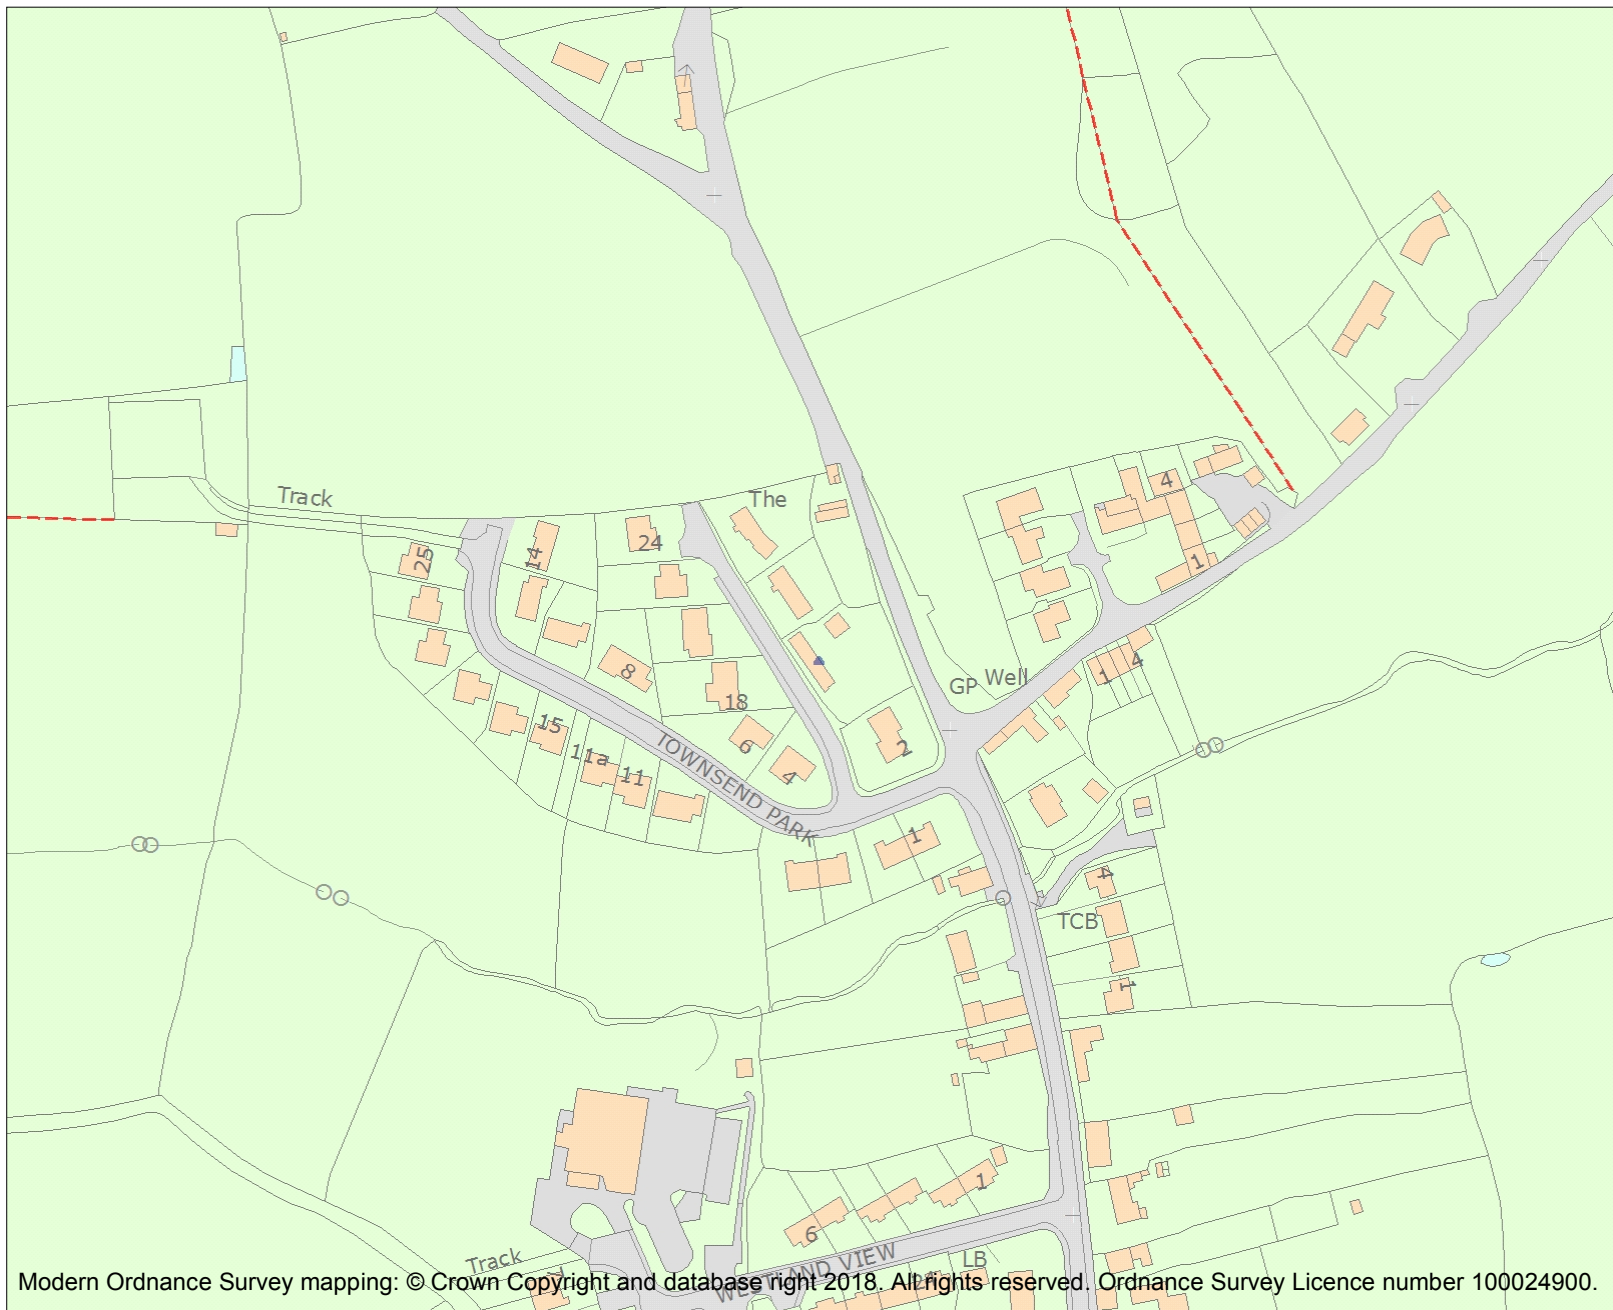 Track
The
4
25
14
24
1
8
GP
Well
1
4
18
15
6
2
11a
11
4
TOWNSEND PARK
1
4
TCB
1
1
6
Track
WESTLAND VIEW
LB
Modern Ordnance Survey mapping: © Crown Copyright and database right 2018. All rights reserved. Ordnance Survey Licence number 100024900.